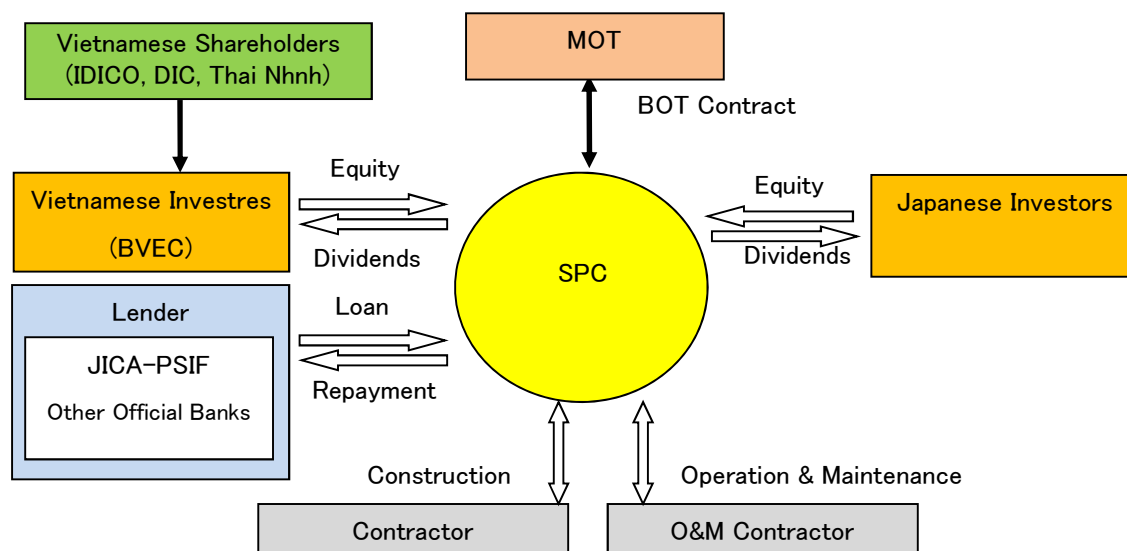 Vietnamese Shareholders
(IDICO, DIC, Thai Nhnh)
MOT
BOT Contract
Vietnamese Investres
(BVEC)
Equity
Dividends
SPC
Equity
Dividends
Japanese Investors
Lender
JICA-PSIF
Other Official Banks
Loan
Repayment
Construction
Operation & Maintenance
Contractor
O&M Contractor